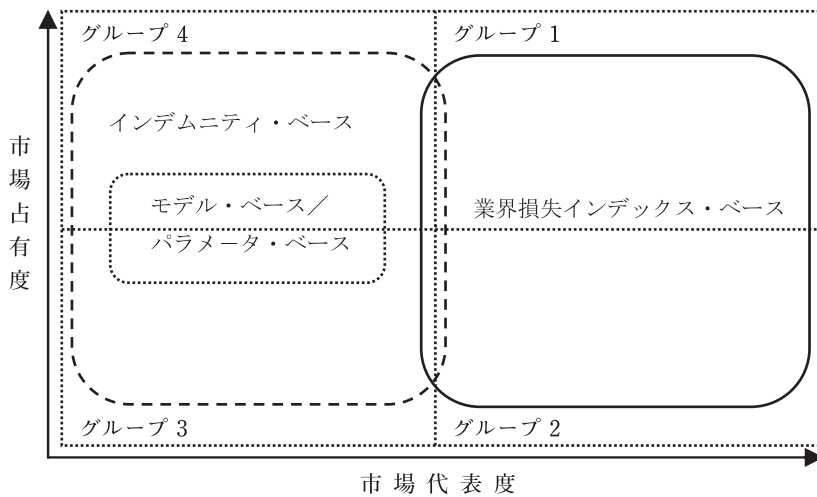 グループ 4
グループ 1
インデムニティ・ベース
モデル・ベース／
パラメータ・ベース
業界損失インデックス・ベース
市場占有度
グループ 3
グループ 2
市場代表度